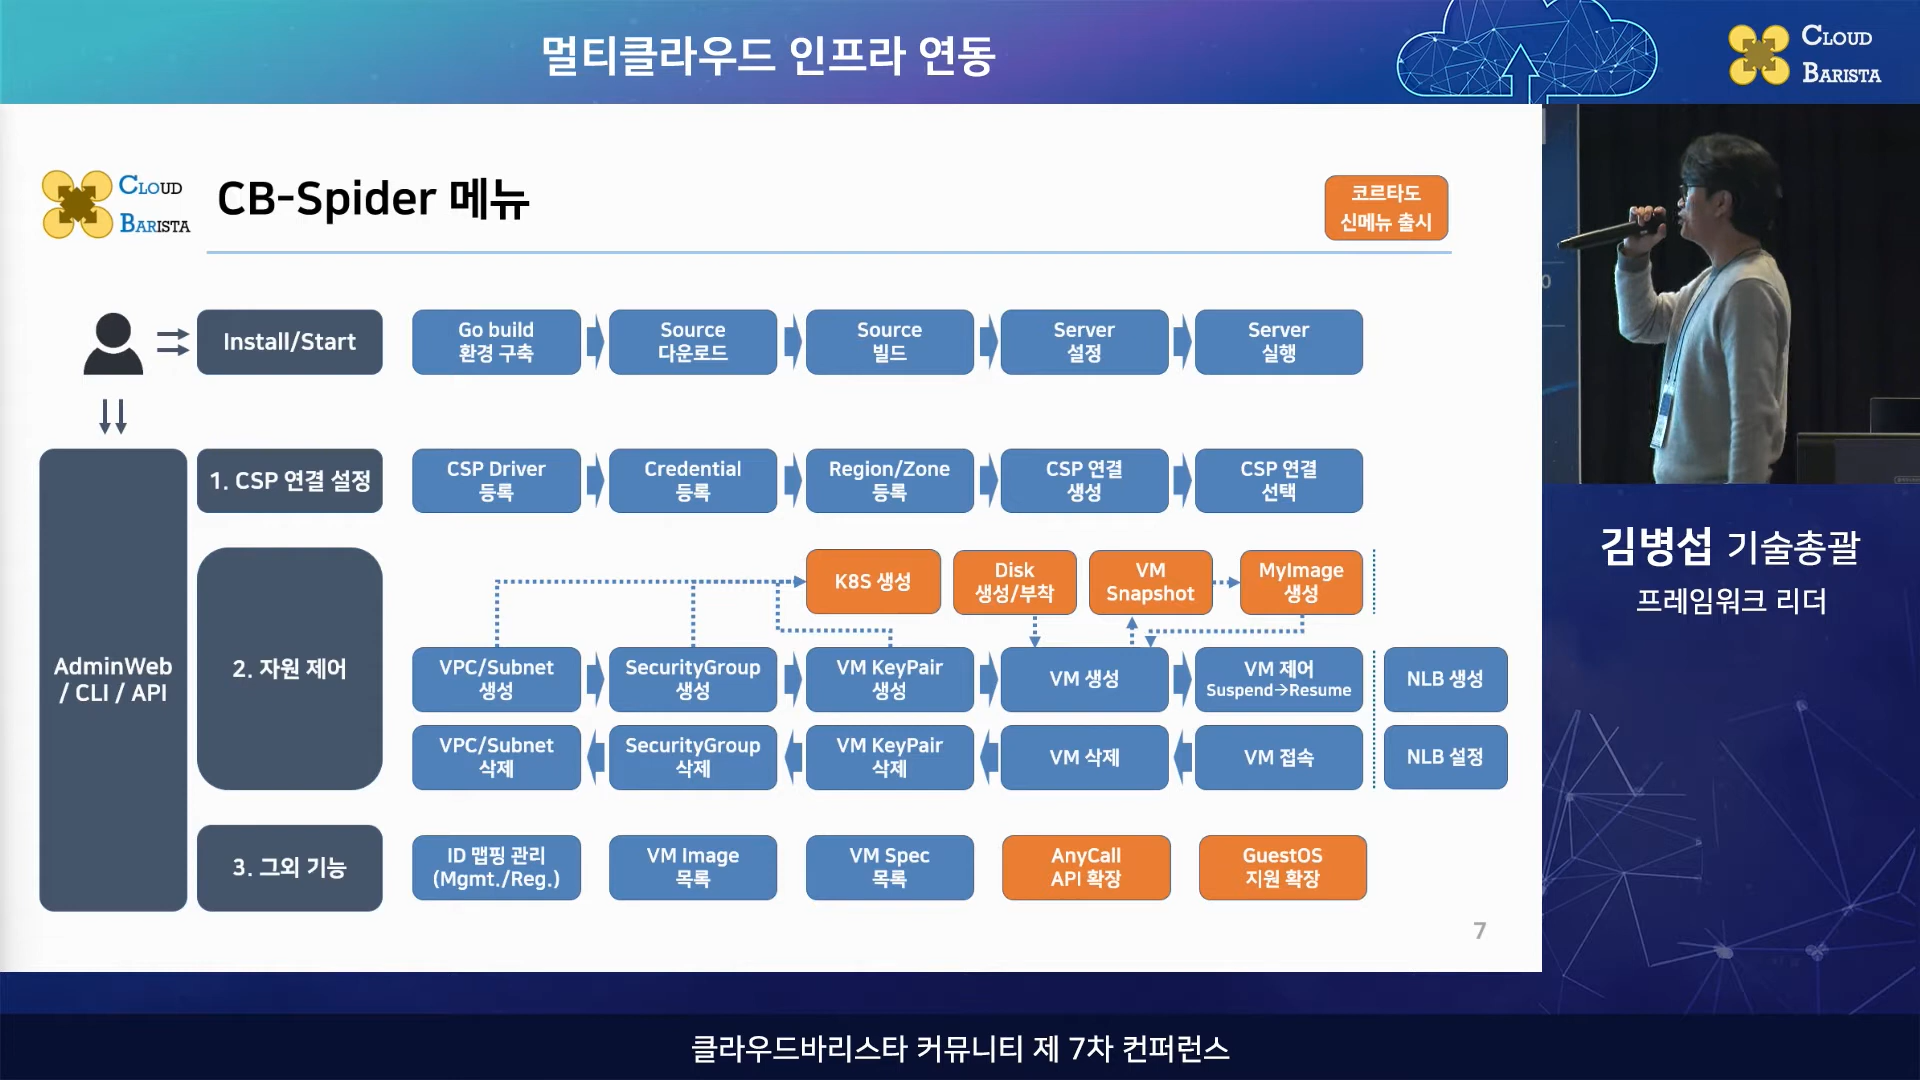 멀티클라우드 인프라 연동
CLOUD
BARISTA
CLOUD
BARISTA
CB-Spider 메뉴
코르타도
신메뉴 출시
Install/Start
Go build
환경 구축
Source
다운로드
Source
빌드
Server
설정
Server
실행
AdminWeb
/ CLI / API
1. CSP 연결 설정
CSP Driver
등록
Credential
등록
Region/Zone
등록
CSP 연결
생성
CSP 연결
선택
2. 자원 제어
K8S 생성
Disk
생성/부착
VM
Snapshot
MyImage
생성
VPC/Subnet
생성
SecurityGroup
생성
VM KeyPair
생성
VM 생성
VM 제어
Suspend→Resume
NLB 생성
VPC/Subnet
삭제
SecurityGroup
삭제
VM KeyPair
삭제
VM 삭제
VM 접속
NLB 설정
3. 그외 기능
ID 맵핑 관리
(Mgmt./Reg.)
VM Image
목록
VM Spec
목록
AnyCall
API 확장
GuestOS
지원 확장
7
김병섭 기술총괄
프레임워크 리더
클라우드바리스타 커뮤니티 제 7차 컨퍼런스